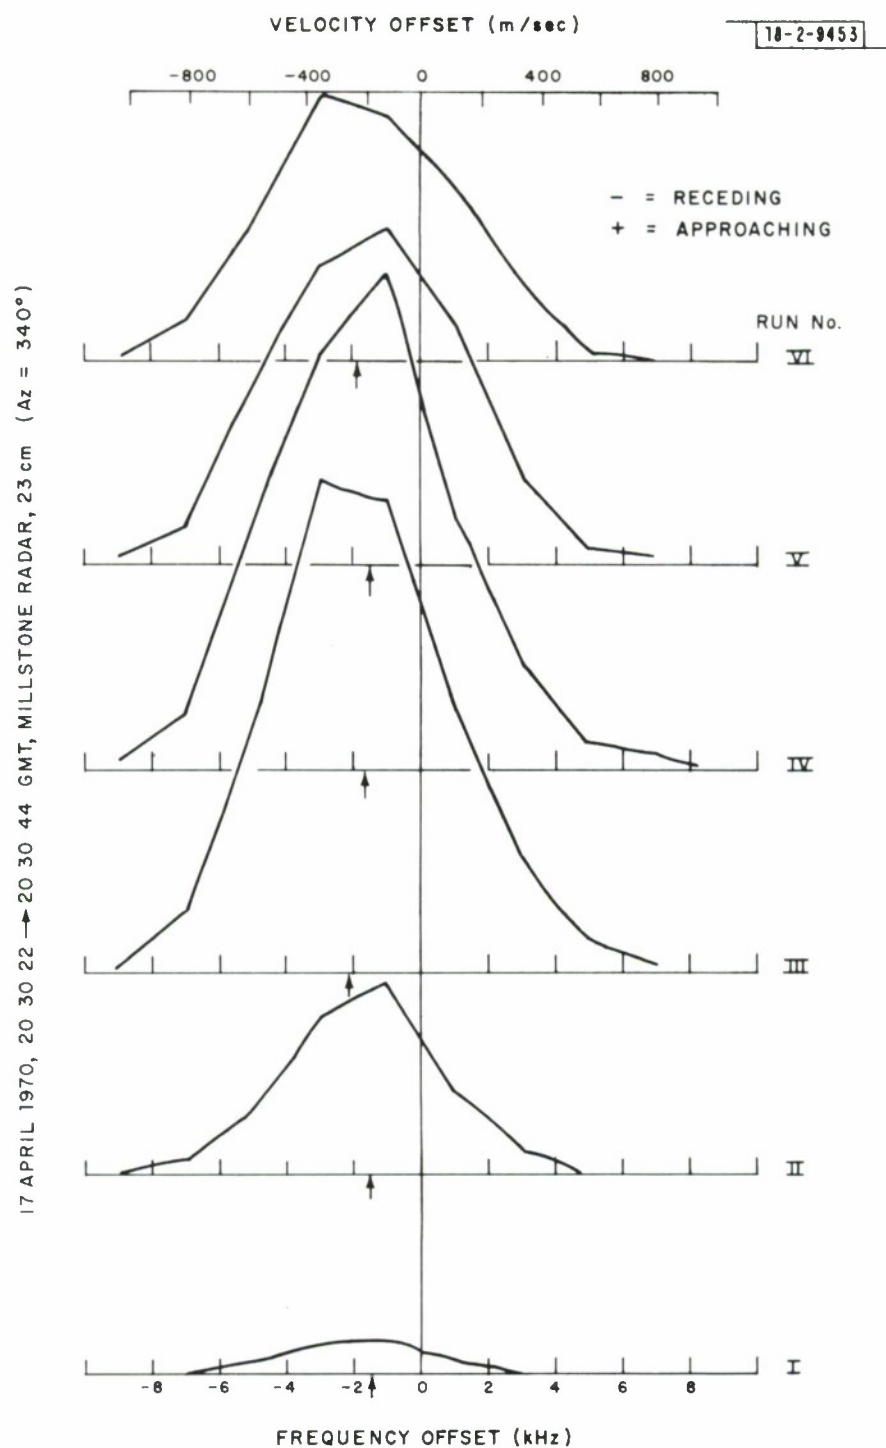 VELOCITY OFFSET (m/sec)
18-2-9453
-800 -400 0 400 800
- = RECEDING
+ = APPROACHING
RUN No.
VI
V
IV
III
II
I
17 APRIL 1970, 20 30 22 → 20 30 44 GMT, MILLSTONE RADAR, 23 cm (Az = 340°)
-8 -6 -4 -2 0 2 4 6 8
FREQUENCY OFFSET (kHz)